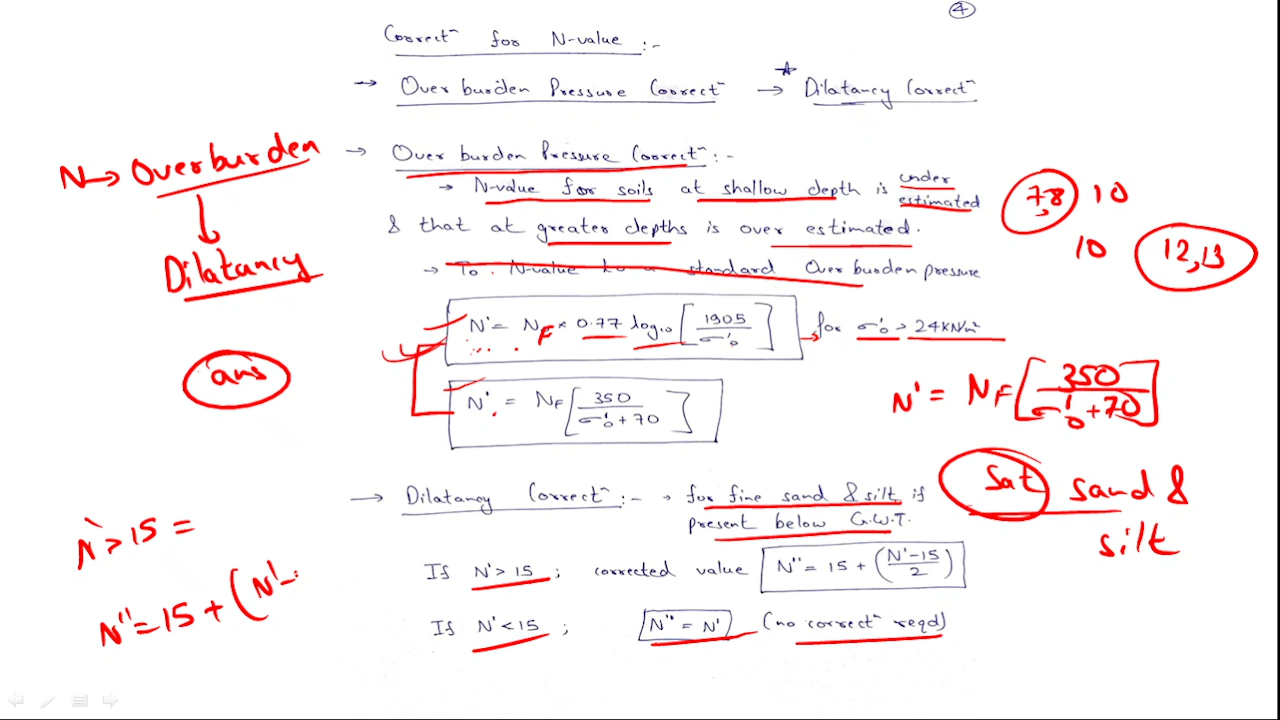 4
Correctⁿ for N-value :-
→ Over burden Pressure Correctⁿ → Dilatancy Correctⁿ
N → Overburden
Dilatancy
→ Over burden Pressure Correctⁿ :-
→ N-value for soils at shallow depth is under estimated
& that at greater depths is over estimated.
7,8 10
10 12,13
→ To . N-value to a standard Over burden pressure
N' = N_F × 0.77 log₁₀ [1905/σ'₀] for σ'₀ > 24 kN/m²
ans
N' = N_F [350/(σ'₀+70)]
N' = N_F [350/(σ'₀+70)]
→ Dilatancy Correctⁿ :- → for fine sand & silt if
present below G.W.T.
Sat sand &
silt
If N' > 15 ; corrected value N'' = 15 + (N'-15/2)
If N' < 15 ; N'' = N' (no correctⁿ reqd)
N' > 15 =
N'' = 15 + (N'-